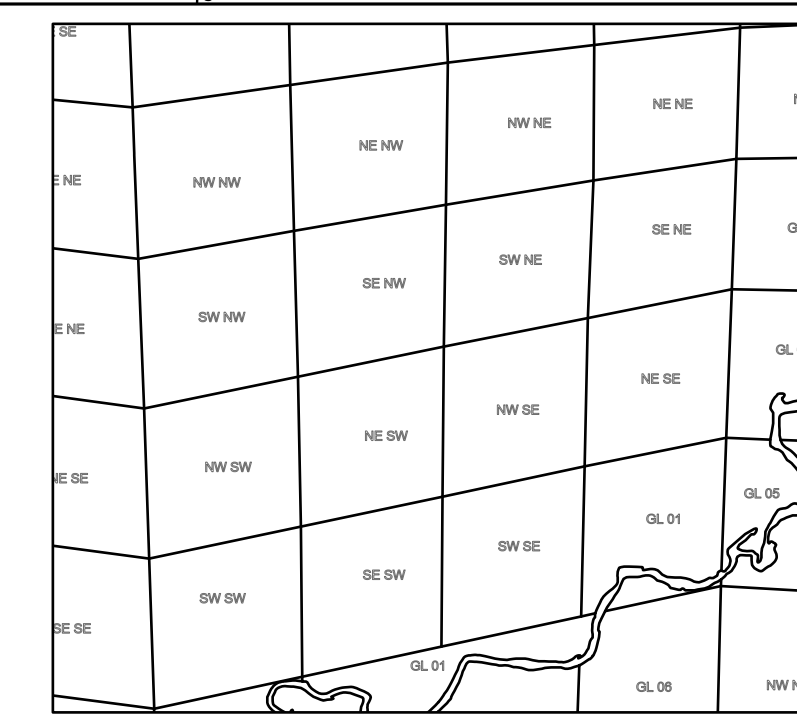 SE
NE NE
NW NE
NE NW
NE
NW NW
SE NE
SW NE
SE NW
SW NW
NE
GL
NE SE
NW SE
NE SW
NW SW
NE SE
GL 05
GL 01
SW SE
SE SW
SW SW
SE SE
GL 01
GL 06
NW